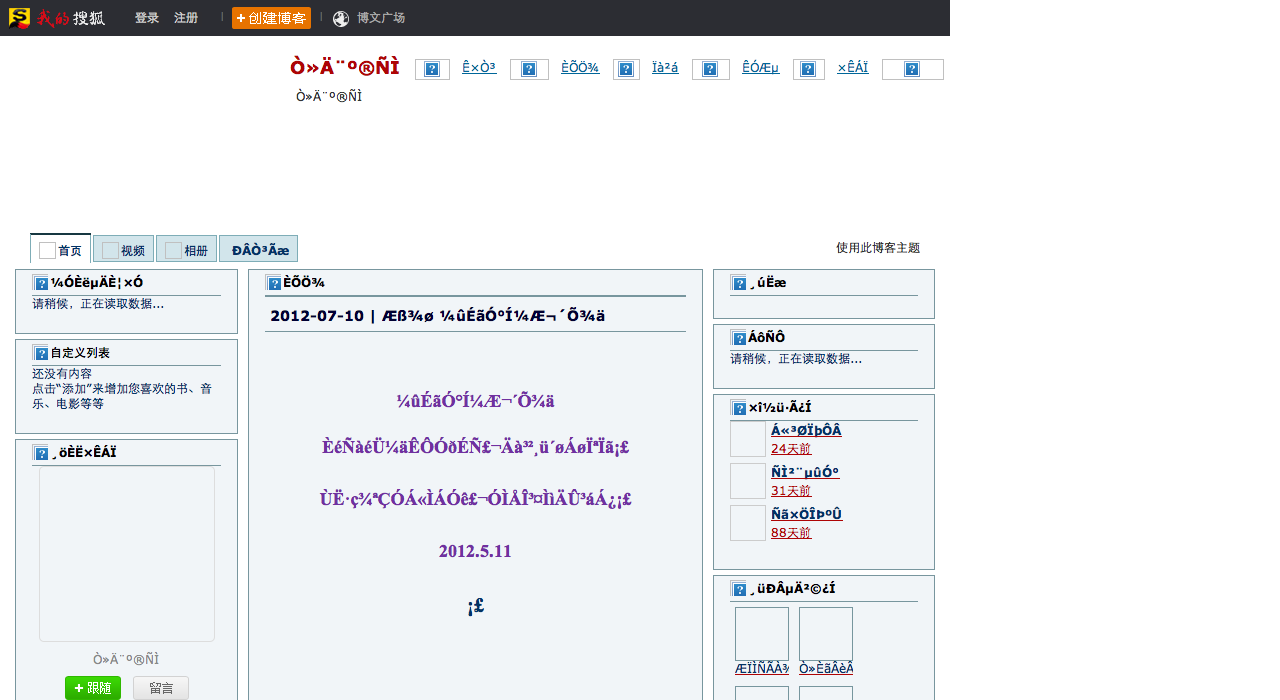 我的搜狐 登录 注册 | 创建博客 | 博文广场
Ò»Ä¨º®ÑÌ Ê×Ò³ ÈÕÖ¾ Ïà²á ÊÓÆµ ×ÊÁÏ
Ò»Ä¨º®ÑÌ
首页 视频 相册 ÐÂÒ³Ãæ 使用此博客主题
¼ÓÈëµÄÈ¦×Ó
请稍候，正在读取数据...
自定义列表
还没有内容
点击“添加”来增加您喜欢的书、音
乐、电影等等
¸öÈË×ÊÁÏ
Ò»Ä¨º®ÑÌ
跟随 留言
ÈÕÖ¾
2012-07-10 | Æß¾ø ¼ûÉãÓ°Í¼Æ¬´Õ¾ä
¼ûÉãÓ°Í¼Æ¬´Õ¾ä
ÈéÑàéÜ¼äÊÔÓðÉÑ£¬Äà³²¸ü´øÁøÏªÏã¡£
ÙË·ç¾ªÇÓÁ«ÌÁÓê£¬ÓÌÅÎ³¤ÌìÄÛ³áÁ¿¡£
2012.5.11
¡£
¸úËæ
ÁôÑÔ
请稍候，正在读取数据...
×î½ü·Ã¿Í
Á«³ØÏþÔÂ
24天前
ÑÌ²¨µûÓ°
31天前
Ñã×ÖÎÞºÛ
88天前
¸üÐÂµÄ²©¿Í
ÆÏÌÑÃÀ¾ Ò»ÈãÂèÂ